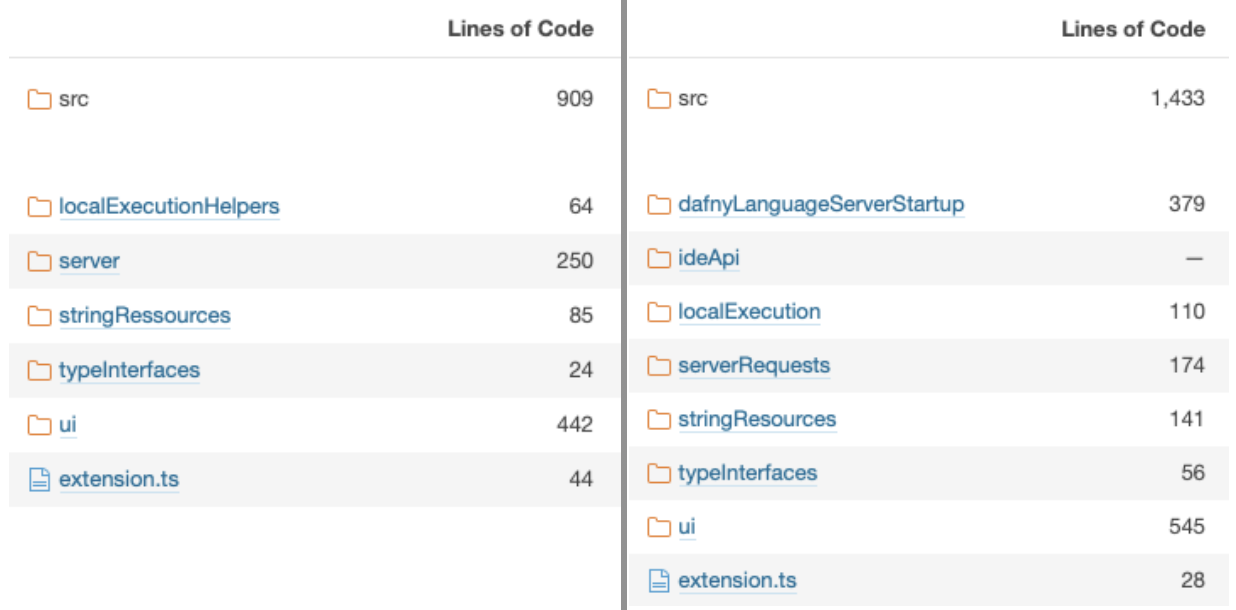 Lines of Code
src 909
localExecutionHelpers 64
server 250
stringRessources 85
typeInterfaces 24
ui 442
extension.ts 44
Lines of Code
src 1,433
dafnyLanguageServerStartup 379
ideApi —
localExecution 110
serverRequests 174
stringResources 141
typeInterfaces 56
ui 545
extension.ts 28